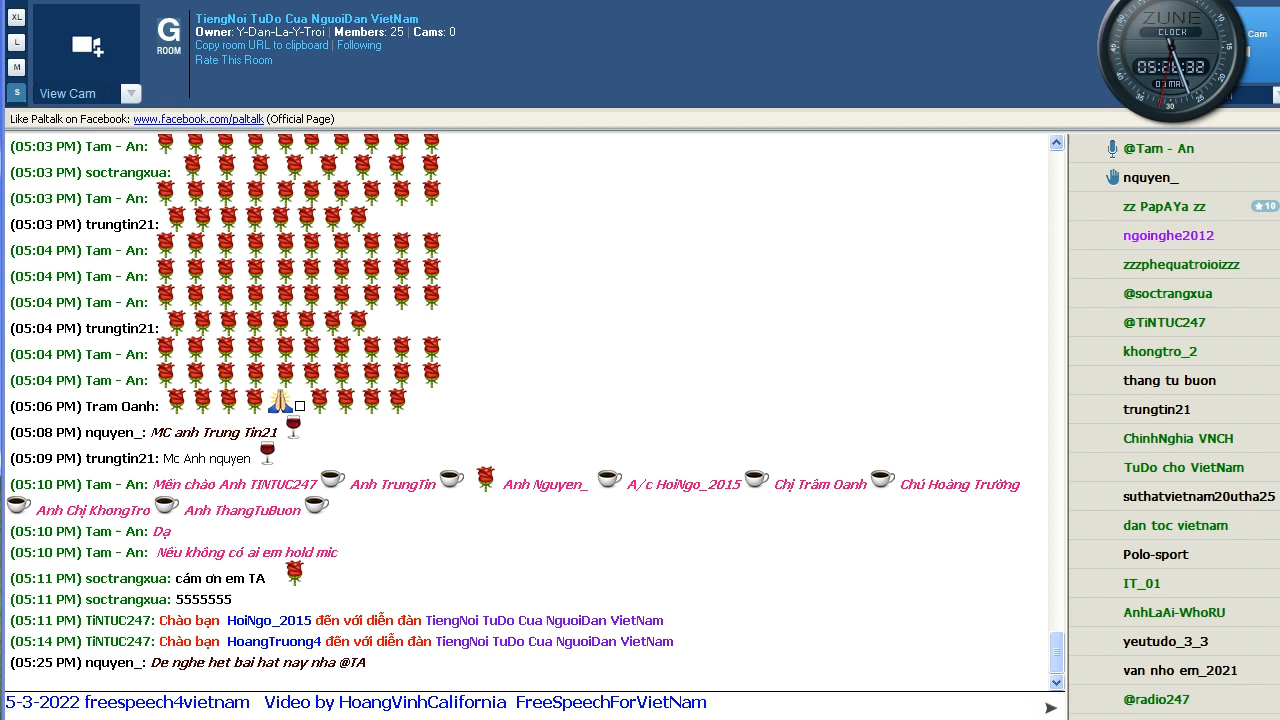 XL
L
M
S
View Cam
G
ROOM
TiengNoi TuDo Cua NguoiDan VietNam
Owner: Y-Dan-La-Y-Troi | Members: 25 | Cams: 0
Copy room URL to clipboard | Following
Rate This Room
ZUNE
CLOCK
05:26:32
03 MAY
Cam
Like Paltalk on Facebook: www.facebook.com/paltalk (Official Page)
(05:03 PM) Tam - An:
(05:03 PM) soctrangxua:
(05:03 PM) Tam - An:
(05:03 PM) trungtin21:
(05:04 PM) Tam - An:
(05:04 PM) Tam - An:
(05:04 PM) Tam - An:
(05:04 PM) trungtin21:
(05:04 PM) Tam - An:
(05:04 PM) Tam - An:
(05:06 PM) Tram Oanh:
(05:08 PM) nquyen_: MC anh Trung Tin21
(05:09 PM) trungtin21: Mc Anh nquyen
(05:10 PM) Tam - An: Mến chào Anh TINTUC247 Anh TrungTin Anh Nguyen_ A/c HoiNgo_2015 Chị Trâm Oanh Chú Hoàng Trường
Anh Chị KhongTro Anh ThangTuBuon
(05:10 PM) Tam - An: Dạ
(05:10 PM) Tam - An: Nếu không có ai em hold mic
(05:11 PM) soctrangxua: cám ơn em TA
(05:11 PM) soctrangxua: 5555555
(05:11 PM) TiNTUC247: Chào bạn HoiNgo_2015 đến với diễn đàn TiengNoi TuDo Cua NguoiDan VietNam
(05:14 PM) TiNTUC247: Chào bạn HoangTruong4 đến với diễn đàn TiengNoi TuDo Cua NguoiDan VietNam
(05:25 PM) nquyen_: De nghe het bai hat nay nha @TA
5-3-2022 freespeech4vietnam Video by HoangVinhCalifornia FreeSpeechForVietNam
@Tam - An
nquyen_
zz PapAYa zz
10
ngoinghe2012
zzzphequatroioizzz
@soctrangxua
@TiNTUC247
khongtro_2
thang tu buon
trungtin21
ChinhNghia VNCH
TuDo cho VietNam
suthatvietnam20utha25
dan toc vietnam
Polo-sport
IT_01
AnhLaAi-WhoRU
yeutudo_3_3
van nho em_2021
@radio247